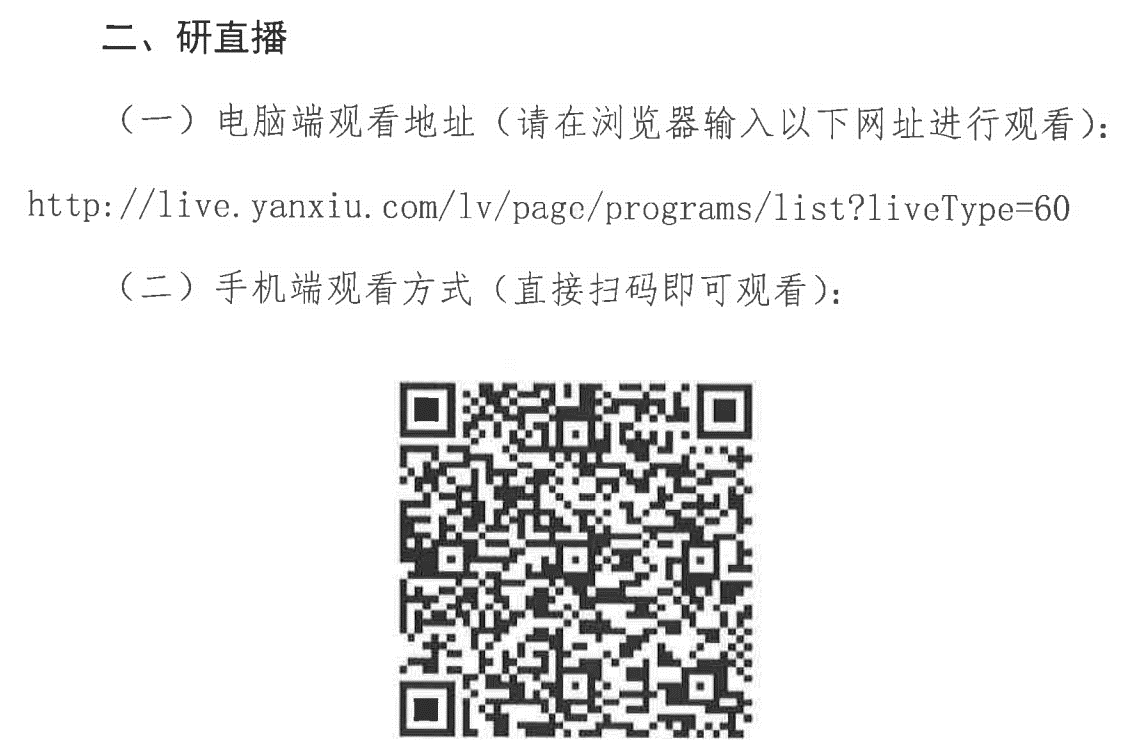 二、研直播
（一）电脑端观看地址（请在浏览器输入以下网址进行观看）：
http://live.yanxiu.com/lv/page/programs/list?liveType=60
（二）手机端观看方式（直接扫码即可观看）：